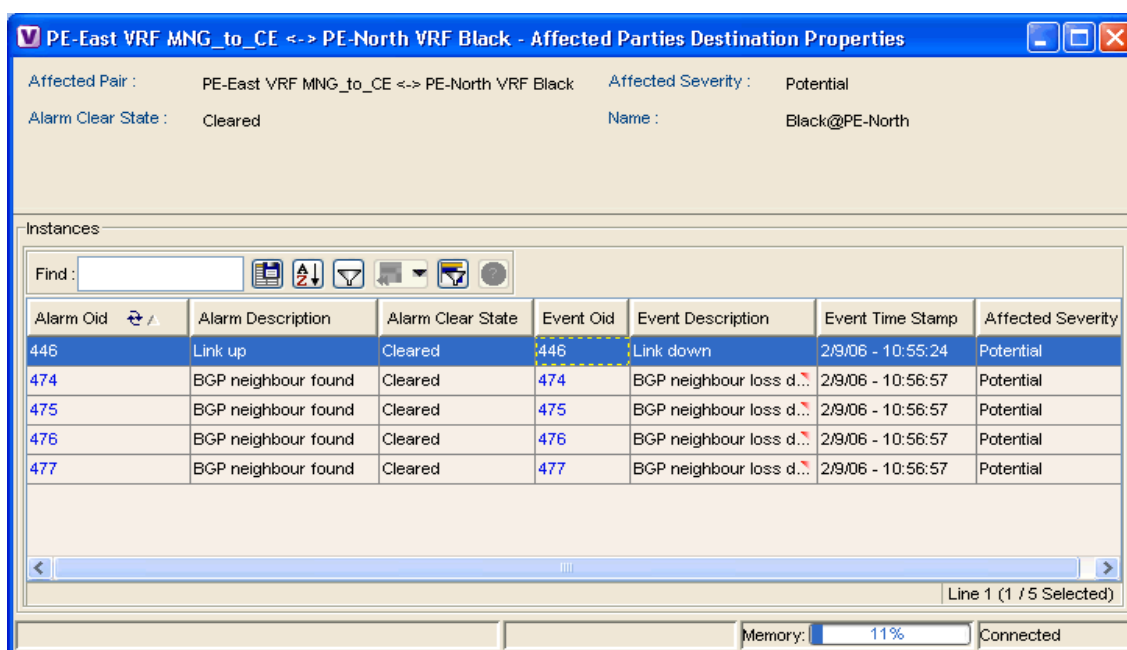 PE-East VRF MNG_to_CE <-> PE-North VRF Black - Affected Parties Destination Properties
Affected Pair : PE-East VRF MNG_to_CE <-> PE-North VRF Black Affected Severity : Potential
Alarm Clear State : Cleared Name : Black@PE-North
Instances
Find :
Alarm Oid Alarm Description Alarm Clear State Event Oid Event Description Event Time Stamp Affected Severity
446 Link up Cleared 446 Link down 2/9/06 - 10:55:24 Potential
474 BGP neighbour found Cleared 474 BGP neighbour loss d... 2/9/06 - 10:56:57 Potential
475 BGP neighbour found Cleared 475 BGP neighbour loss d... 2/9/06 - 10:56:57 Potential
476 BGP neighbour found Cleared 476 BGP neighbour loss d... 2/9/06 - 10:56:57 Potential
477 BGP neighbour found Cleared 477 BGP neighbour loss d... 2/9/06 - 10:56:57 Potential
Line 1 (1 / 5 Selected)
Memory: 11% Connected